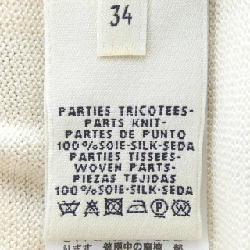 34
PARTIES TRICOTEES-
PARTS KNIT-
PARTES DE PUNTO
100%SOIE-SILK-SEDA
PARTIES TISSEES-
WOVEN PARTS-
PIEZAS TEJIDAS
100%SOIE-SILK-SEDA